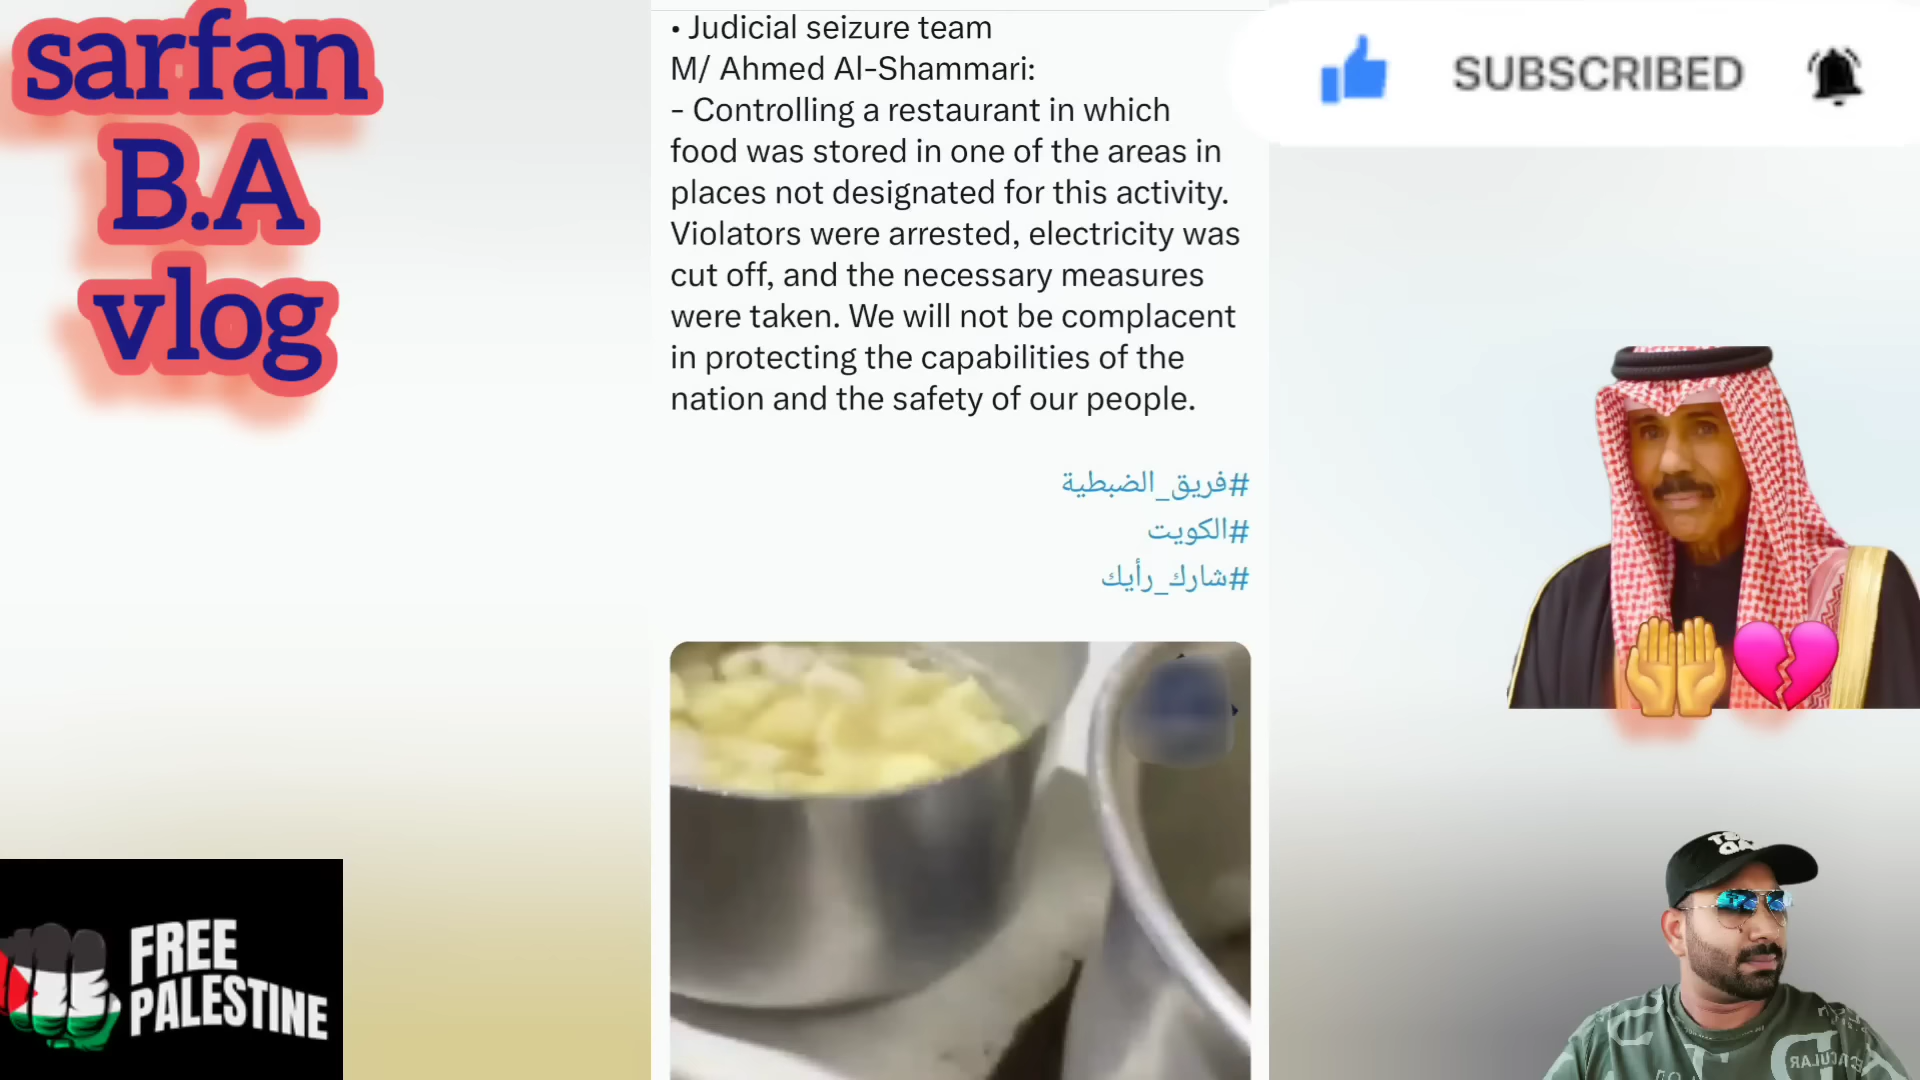 sarfan
B.A
vlog
• Judicial seizure team
M/ Ahmed Al-Shammari:
- Controlling a restaurant in which
food was stored in one of the areas in
places not designated for this activity.
Violators were arrested, electricity was
cut off, and the necessary measures
were taken. We will not be complacent
in protecting the capabilities of the
nation and the safety of our people.
#فريق_الضبطية
#الكويت
#شارك_رأيك
SUBSCRIBED
FREE
PALESTINE